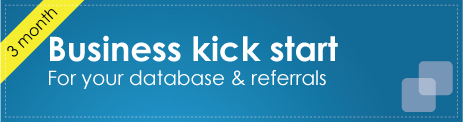 3 month
Business kick start
For your database & referrals